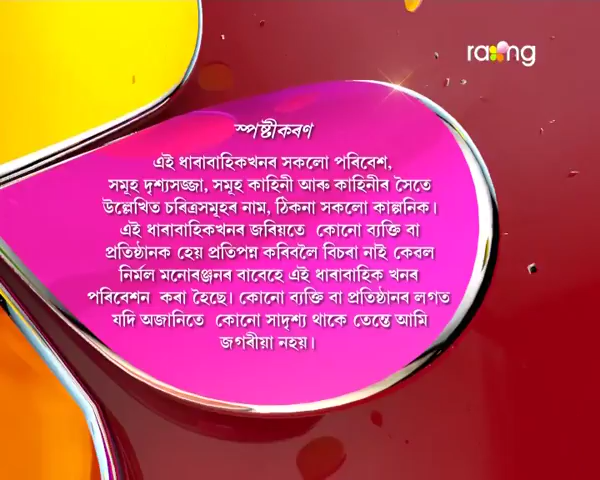 rang
স্পষ্টীকৰণ
এই ধাৰাবাহিকখনৰ সকলো পৰিবেশ,
সমূহ দৃশ্যসজ্জা, সমূহ কাহিনী আৰু কাহিনীৰ সৈতে
উল্লেখিত চৰিত্ৰসমূহৰ নাম, ঠিকনা সকলো কাল্পনিক।
এই ধাৰাবাহিকখনৰ জৰিয়তে কোনো ব্যক্তি বা
প্ৰতিষ্ঠানক হেয় প্ৰতিপন্ন কৰিবলৈ বিচৰা নাই কেবল
নিৰ্মল মনোৰঞ্জনৰ বাবেহে এই ধাৰাবাহিক খনৰ
পৰিবেশন কৰা হৈছে। কোনো ব্যক্তি বা প্ৰতিষ্ঠানৰ লগত
যদি অজানিতে কোনো সাদৃশ্য থাকে তেন্তে আমি
জগৰীয়া নহয়।